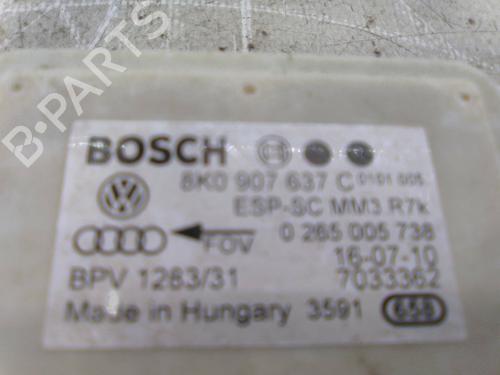 B-PARTS
BOSCH
8K0 907 637 C 0101 005
ESP-SC MM3 R7k
FOV 0 265 005 738
16-07-10
BPV 1263/31 7033362
Made in Hungary 3591 658